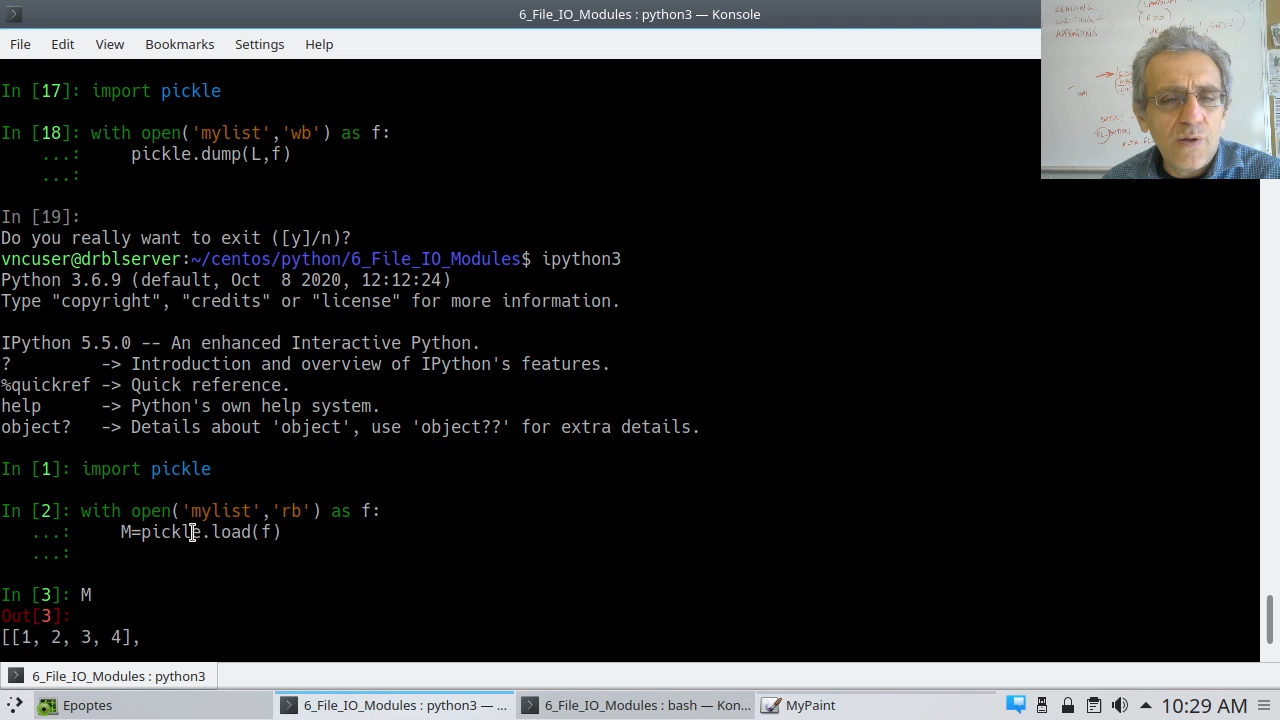 6_File_IO_Modules : python3 — Konsole
File Edit View Bookmarks Settings Help
In [17]: import pickle
In [18]: with open('mylist','wb') as f:
...: pickle.dump(L,f)
...:
In [19]:
Do you really want to exit ([y]/n)?
vncuser@drblserver:~/centos/python/6_File_IO_Modules$ ipython3
Python 3.6.9 (default, Oct  8 2020, 12:12:24)
Type "copyright", "credits" or "license" for more information.
IPython 5.5.0 -- An enhanced Interactive Python.
? -> Introduction and overview of IPython's features.
%quickref -> Quick reference.
help -> Python's own help system.
object? -> Details about 'object', use 'object??' for extra details.
In [1]: import pickle
In [2]: with open('mylist','rb') as f:
...: M=pickle.load(f)
...:
In [3]: M
Out[3]:
[[1, 2, 3, 4],
6_File_IO_Modules : python3
Epoptes 6_File_IO_Modules : python3 — ... 6_File_IO_Modules : bash — Kon... MyPaint 10:29 AM